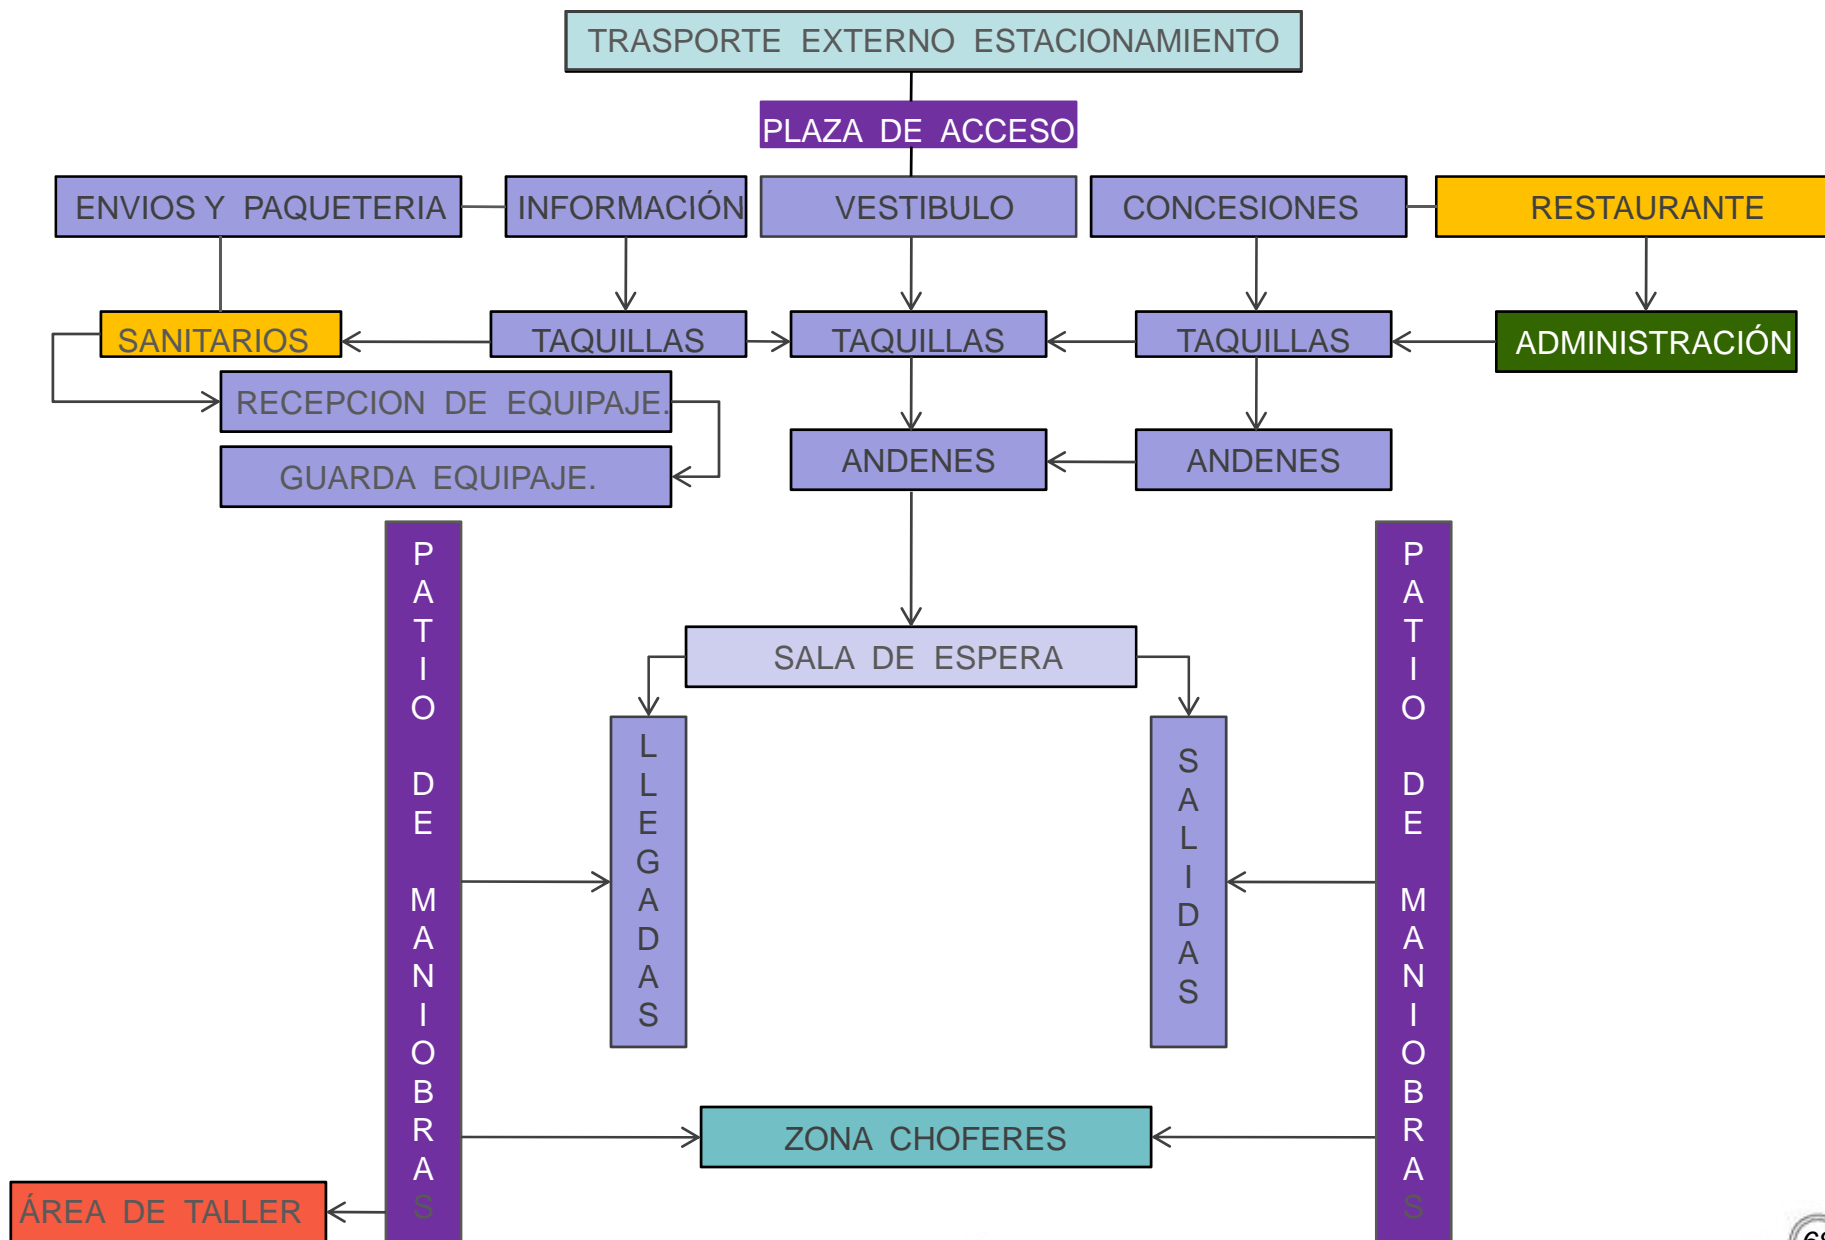 TRASPORTE EXTERNO ESTACIONAMIENTO
PLAZA DE ACCESO
ENVIOS Y PAQUETERIA
INFORMACIÓN
VESTIBULO
CONCESIONES
RESTAURANTE
SANITARIOS
TAQUILLAS
TAQUILLAS
TAQUILLAS
ADMINISTRACIÓN
RECEPCION DE EQUIPAJE.
GUARDA EQUIPAJE.
ANDENES
ANDENES
PATIO DE MANIOBRAS
PATIO DE MANIOBRAS
SALA DE ESPERA
LLEGADAS
SALIDAS
ZONA CHOFERES
ÁREA DE TALLER